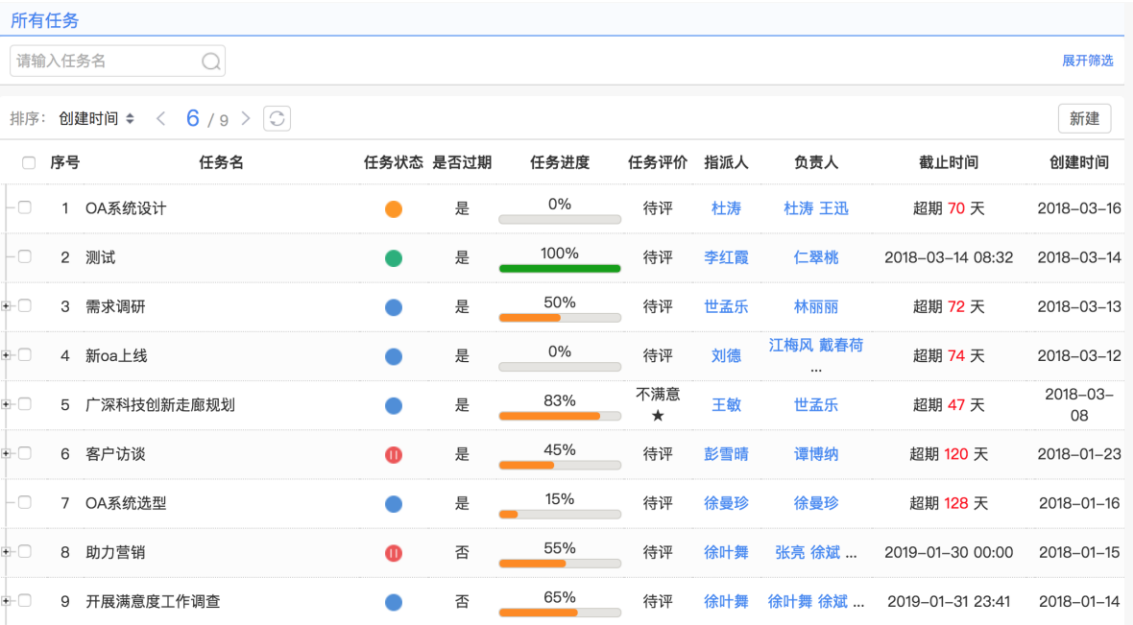 所有任务
请输入任务名
展开筛选
排序: 创建时间 6 / 9 新建
序号 任务名 任务状态 是否过期 任务进度 任务评价 指派人 负责人 截止时间 创建时间
1 OA系统设计 是 0% 待评 杜涛 杜涛 王迅 超期 70 天 2018-03-16
2 测试 是 100% 待评 李红霞 仁翠桃 2018-03-14 08:32 2018-03-14
3 需求调研 是 50% 待评 世孟乐 林丽丽 超期 72 天 2018-03-13
4 新oa上线 是 0% 待评 刘德 江梅风 戴春荷 ... 超期 74 天 2018-03-12
5 广深科技创新走廊规划 是 83% 不满意 ★ 王敏 世孟乐 超期 47 天 2018-03-08
6 客户访谈 是 45% 待评 彭雪晴 谭博纳 超期 120 天 2018-01-23
7 OA系统选型 是 15% 待评 徐曼珍 徐曼珍 超期 128 天 2018-01-16
8 助力营销 否 55% 待评 徐叶舞 张亮 徐斌 ... 2019-01-30 00:00 2018-01-15
9 开展满意度工作调查 否 65% 待评 徐叶舞 徐叶舞 徐斌 ... 2019-01-31 23:41 2018-01-14